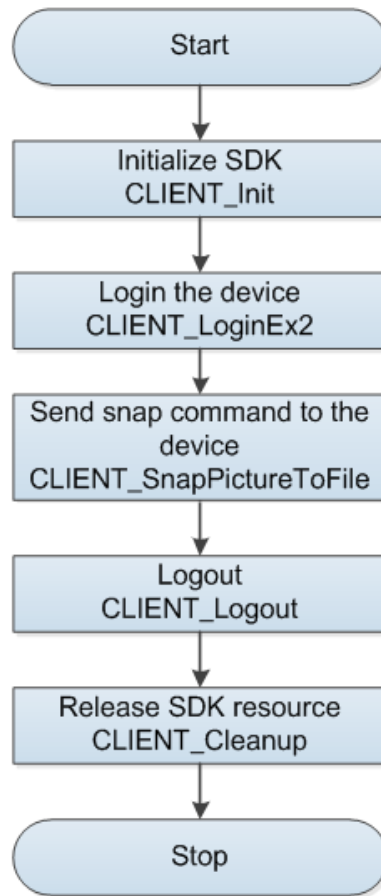 Start
Initialize SDK
CLIENT_Init
Login the device
CLIENT_LoginEx2
Send snap command to the
device
CLIENT_SnapPictureToFile
Logout
CLIENT_Logout
Release SDK resource
CLIENT_Cleanup
Stop